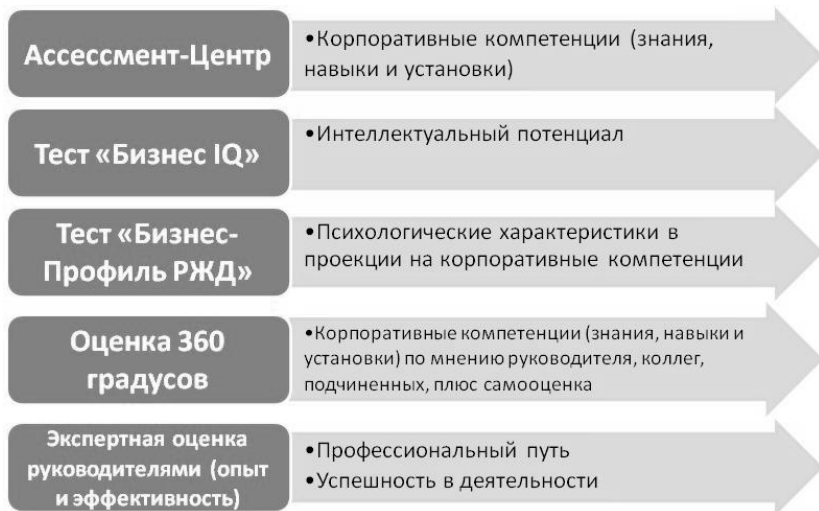 Ассессмент-Центр
•Корпоративные компетенции (знания,
навыки и установки)
Тест «Бизнес IQ»
•Интеллектуальный потенциал
Тест «Бизнес-
Профиль РЖД»
•Психологические характеристики в
проекции на корпоративные компетенции
Оценка 360
градусов
•Корпоративные компетенции (знания, навыки и
установки) по мнению руководителя, коллег,
подчиненных, плюс самооценка
Экспертная оценка
руководителями (опыт
и эффективность)
•Профессиональный путь
•Успешность в деятельности